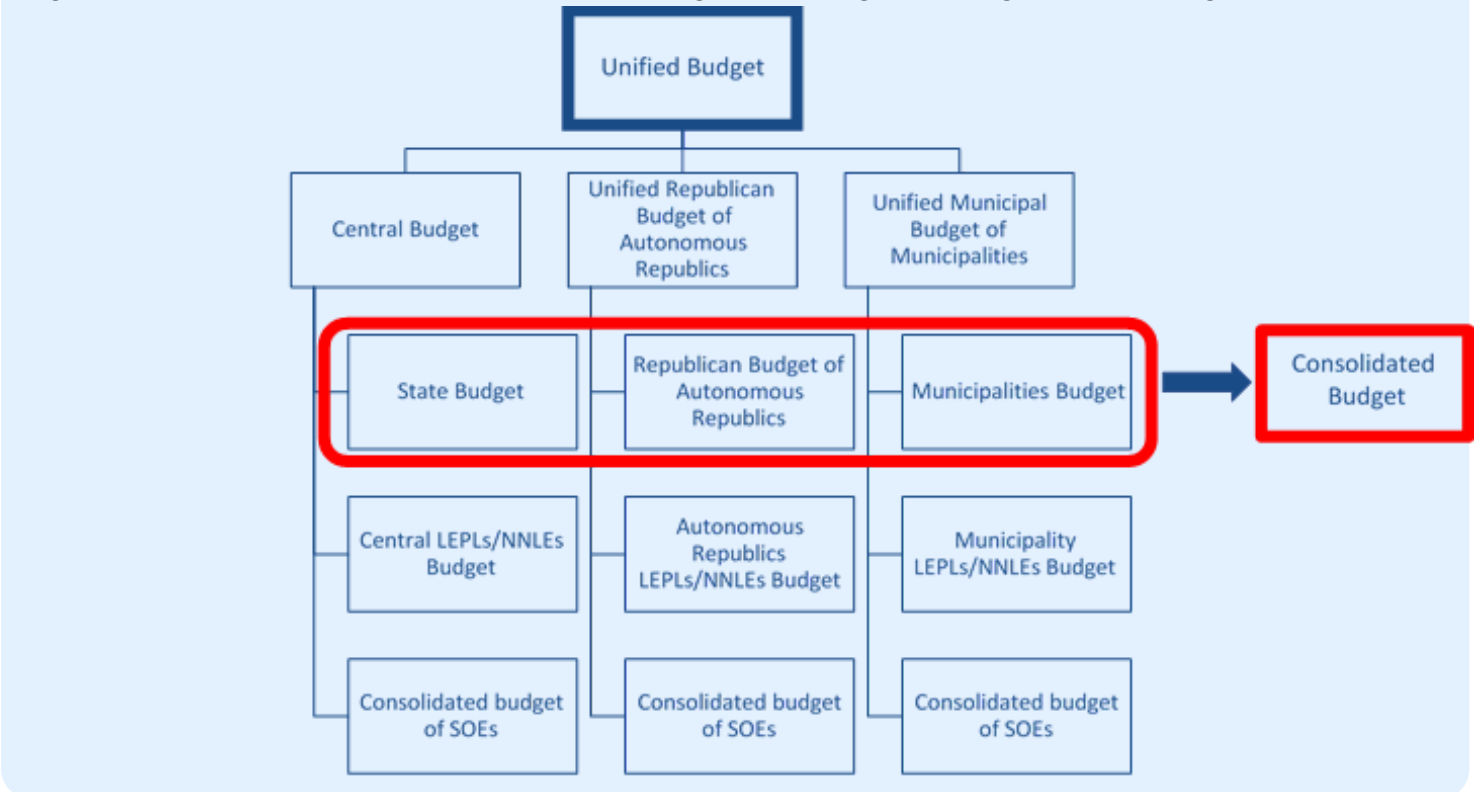 Unified Budget
Central Budget
Unified Republican
Budget of
Autonomous
Republics
Unified Municipal
Budget of
Municipalities
State Budget
Republican Budget of
Autonomous
Republics
Municipalities Budget
Consolidated
Budget
Central LEPLs/NNLEs
Budget
Autonomous
Republics
LEPLs/NNLEs Budget
Municipality
LEPLs/NNLEs Budget
Consolidated budget
of SOEs
Consolidated budget
of SOEs
Consolidated budget
of SOEs